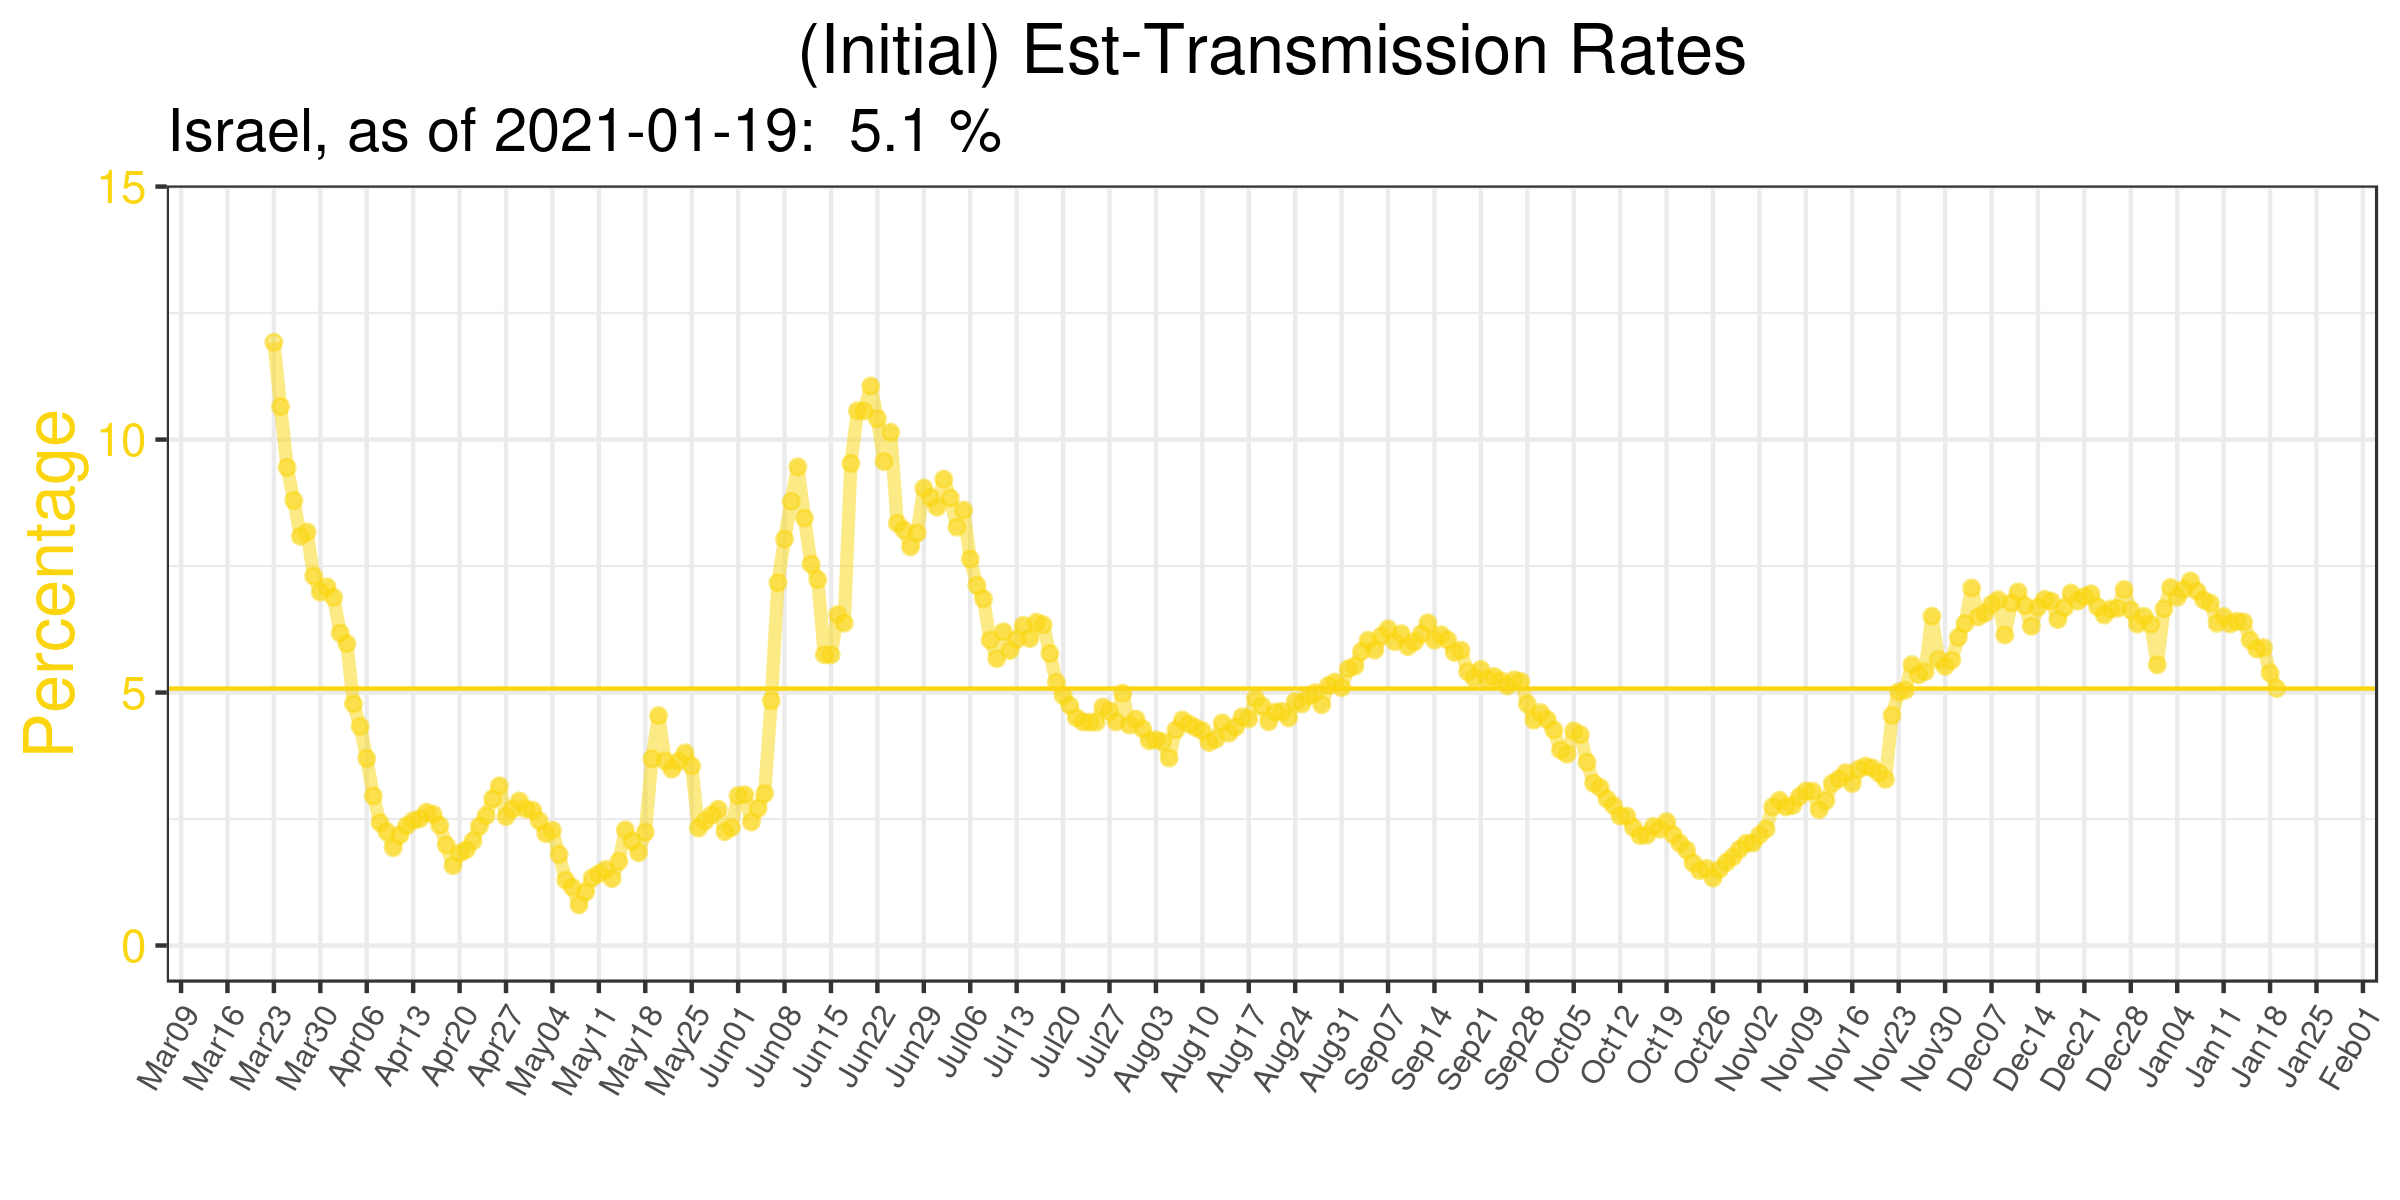 (Initial) Est-Transmission Rates
Israel, as of 2021-01-19:  5.1 %
Percentage
15
10
5
0
Mar09
Mar16
Mar23
Mar30
Apr06
Apr13
Apr20
Apr27
May04
May11
May18
May25
Jun01
Jun08
Jun15
Jun22
Jun29
Jul06
Jul13
Jul20
Jul27
Aug03
Aug10
Aug17
Aug24
Aug31
Sep07
Sep14
Sep21
Sep28
Oct05
Oct12
Oct19
Oct26
Nov02
Nov09
Nov16
Nov23
Nov30
Dec07
Dec14
Dec21
Dec28
Jan04
Jan11
Jan18
Jan25
Feb01